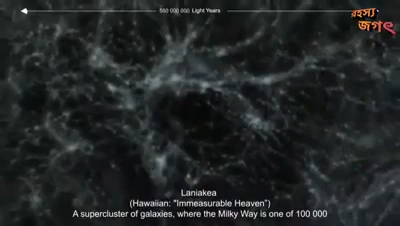 550 000 000 Light Years
রহস্য
জগৎ
Laniakea
(Hawaiian: "Immeasurable Heaven")
A supercluster of galaxies, where the Milky Way is one of 100 000